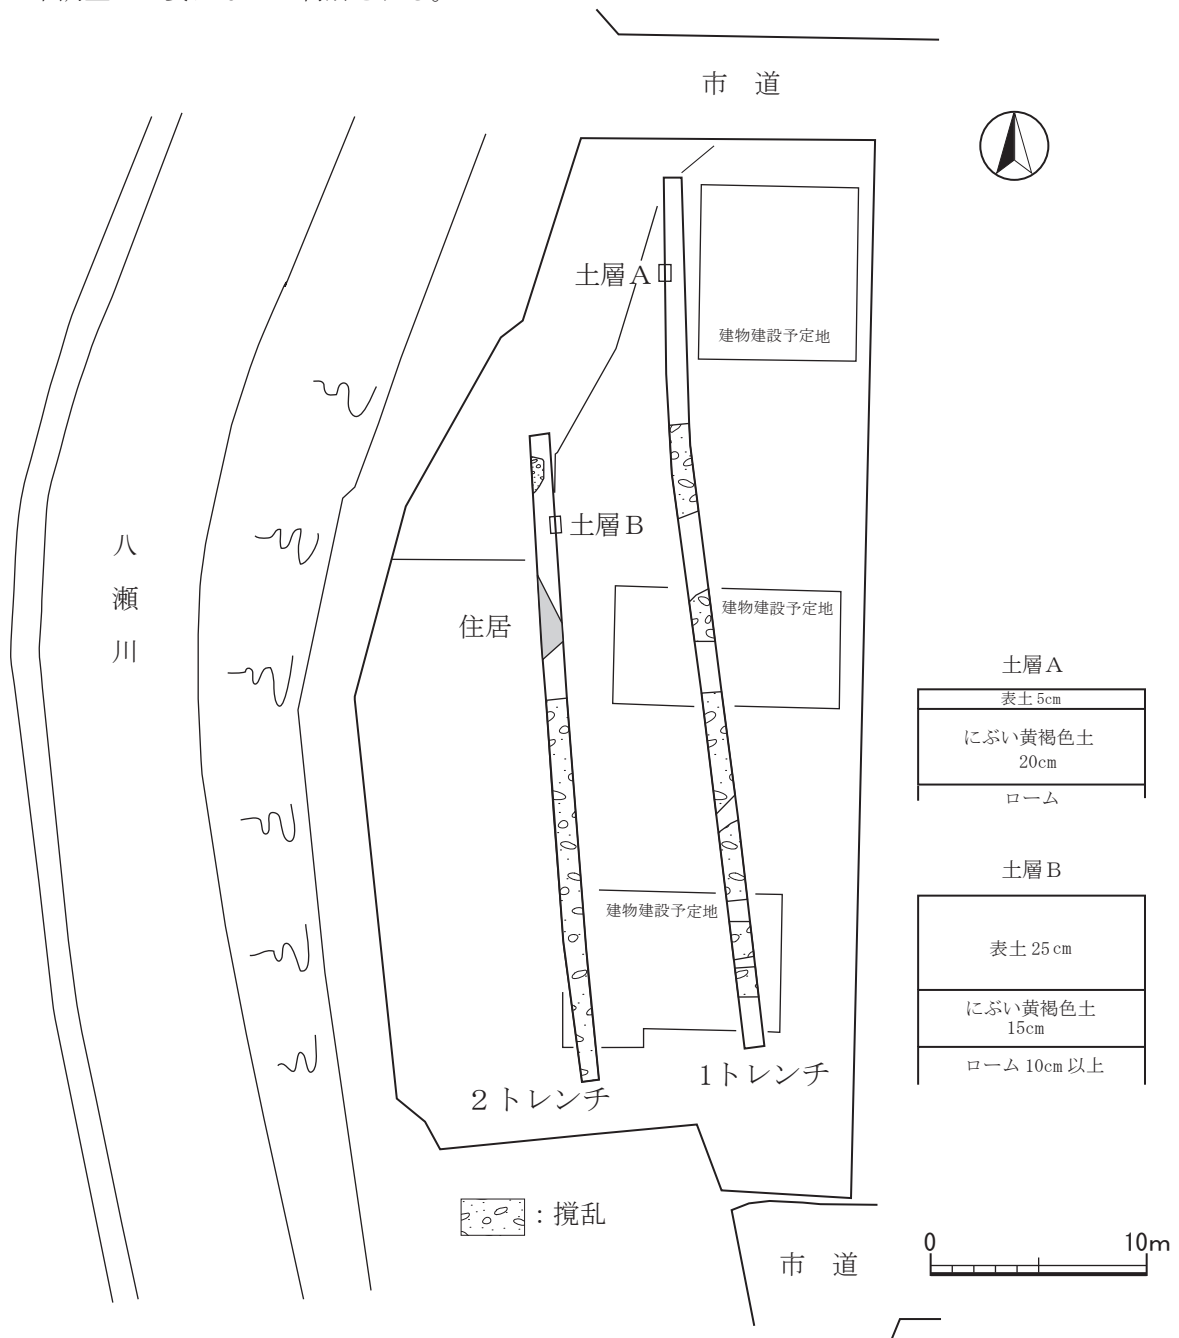 市 道
土層A
建物建設予定地
土層B
八瀬川
住居
建物建設予定地
土層A
表土 5cm
にぶい黄褐色土
20cm
ローム
土層B
表土 25cm
にぶい黄褐色土
15cm
ローム 10cm 以上
建物建設予定地
1トレンチ
2トレンチ
：撹乱
市 道
0 10m